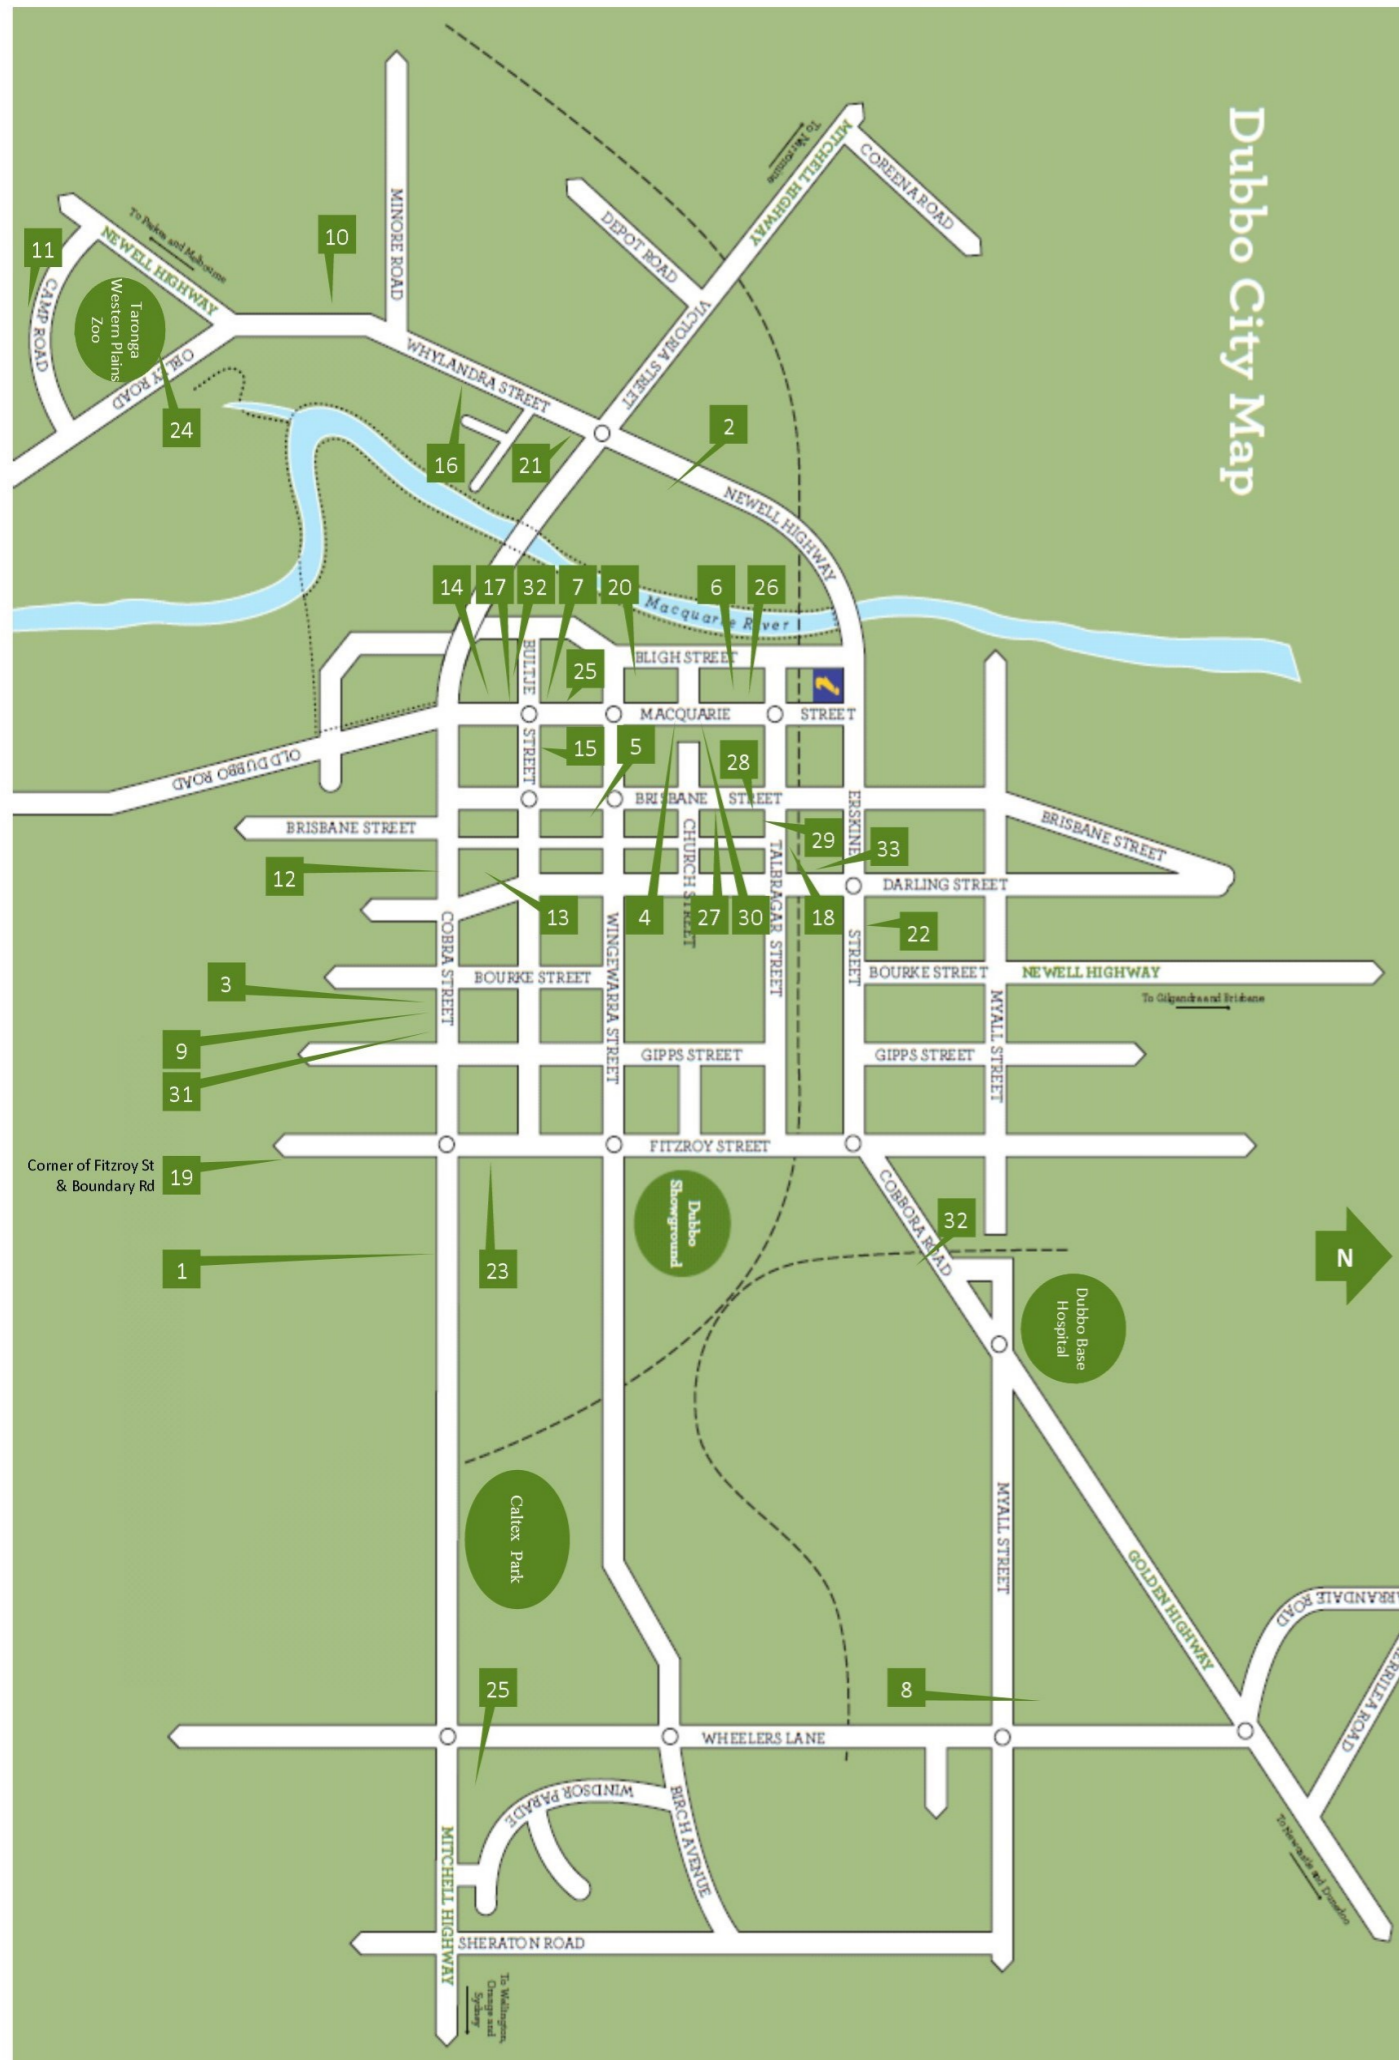 Dubbo City Map
MITCHELL HIGHWAY
To Narromine
COREENA ROAD
DEPOT ROAD
VICTORIA STREET
MINORE ROAD
10
11
To Parkes and Melbourne
NEWELL HIGHWAY
CAMP ROAD
Taronga
Western Plains
Zoo
OBLEY ROAD
24
WHYLANDRA STREET
16
21
2
NEWELL HIGHWAY
14
17
32
7
20
6
26
Macquarie River
BULTJE
STREET
BLIGH STREET
25
i
MACQUARIE
STREET
15
5
28
OLD DUBBO ROAD
BRISBANE
STREET
BRISBANE STREET
BRISBANE STREET
ERSKINE
STREET
CHURCH STREET
TALBRAGAR STREET
29
33
12
13
4
27
30
18
22
DARLING STREET
COBRA STREET
WINGEWARRA STREET
BOURKE STREET
BOURKE STREET
NEWELL HIGHWAY
To Gilgandra and Brisbane
3
9
31
GIPPS STREET
GIPPS STREET
MYALL STREET
FITZROY STREET
Corner of Fitzroy St
& Boundary Rd
19
1
23
Dubbo
Showground
COBBORA ROAD
32
N
Dubbo Base
Hospital
Caltex Park
MYALL STREET
GOLDEN HIGHWAY
25
8
WHEELERS LANE
WINDSOR PARADE
BIRCH AVENUE
To Newcastle and Dunedoo
MITCHELL HIGHWAY
SHERATON ROAD
To Wellington,
Orange and
Sydney